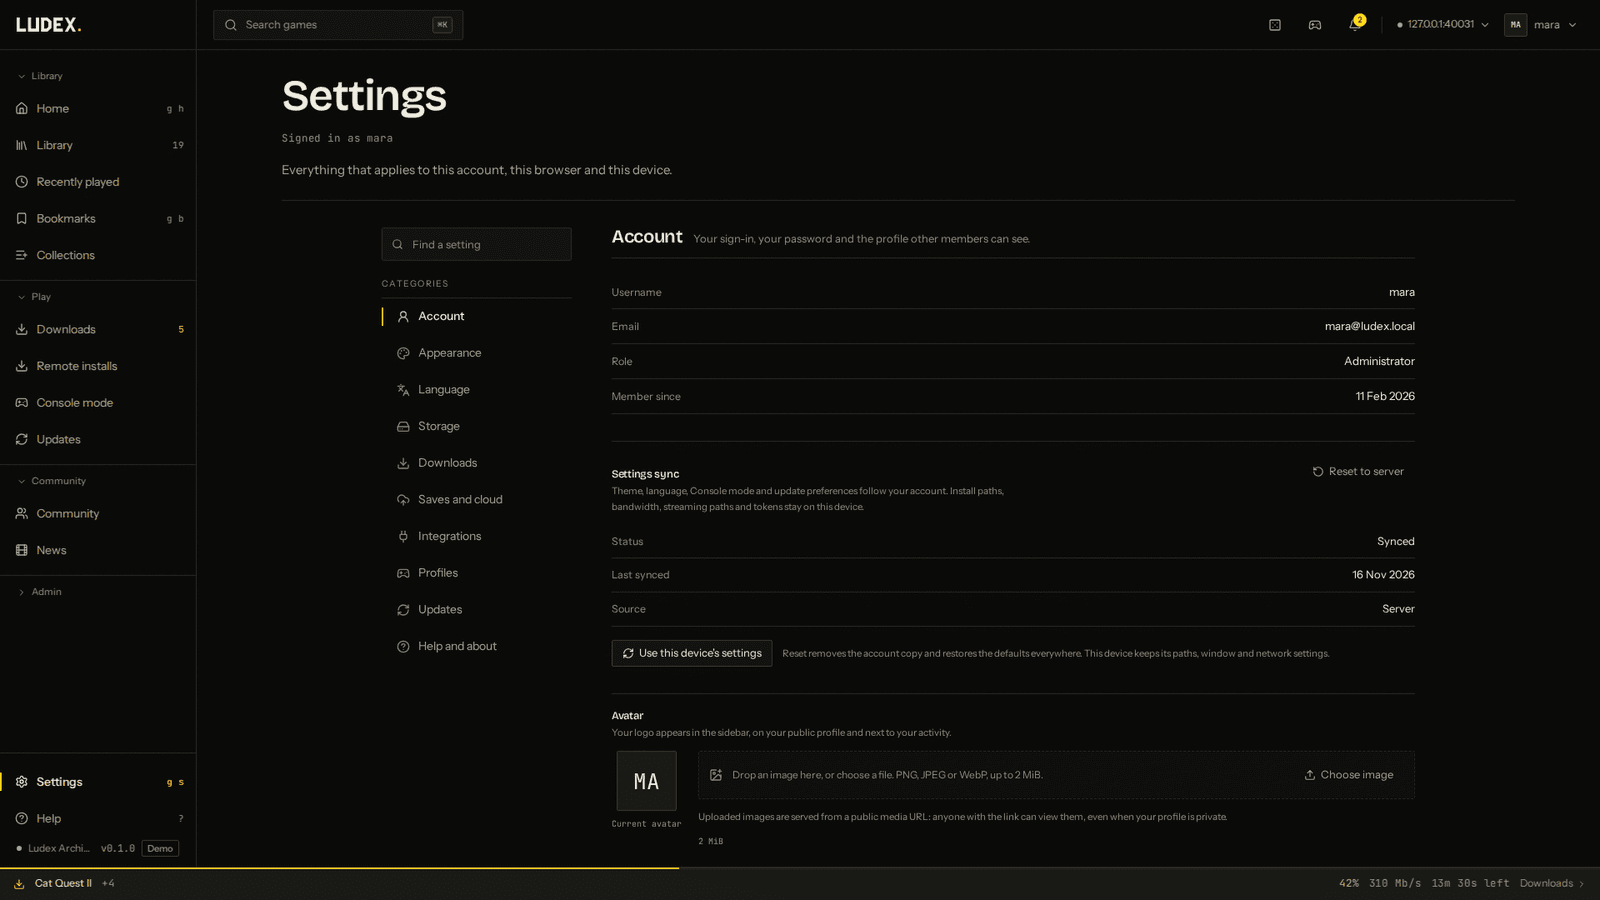 LUDEX.
Search games
⌘K
2
127.0.0.1:40031
MA
mara
Library
Home
g h
Library
19
Recently played
Bookmarks
g b
Collections
Play
Downloads
5
Remote installs
Console mode
Updates
Community
Community
News
Admin
Settings
g s
Help
?
Ludex Archi...
v0.1.0
Demo
Settings
Signed in as mara
Everything that applies to this account, this browser and this device.
Find a setting
CATEGORIES
Account
Appearance
Language
Storage
Downloads
Saves and cloud
Integrations
Profiles
Updates
Help and about
Account
Your sign-in, your password and the profile other members can see.
Username
mara
Email
mara@ludex.local
Role
Administrator
Member since
11 Feb 2026
Settings sync
Reset to server
Theme, language, Console mode and update preferences follow your account. Install paths,
bandwidth, streaming paths and tokens stay on this device.
Status
Synced
Last synced
16 Nov 2026
Source
Server
Use this device's settings
Reset removes the account copy and restores the defaults everywhere. This device keeps its paths, window and network settings.
Avatar
Your logo appears in the sidebar, on your public profile and next to your activity.
MA
Current avatar
Drop an image here, or choose a file. PNG, JPEG or WebP, up to 2 MiB.
Choose image
Uploaded images are served from a public media URL: anyone with the link can view them, even when your profile is private.
2 MiB
Cat Quest II
+4
42%
310 Mb/s
13m 30s left
Downloads